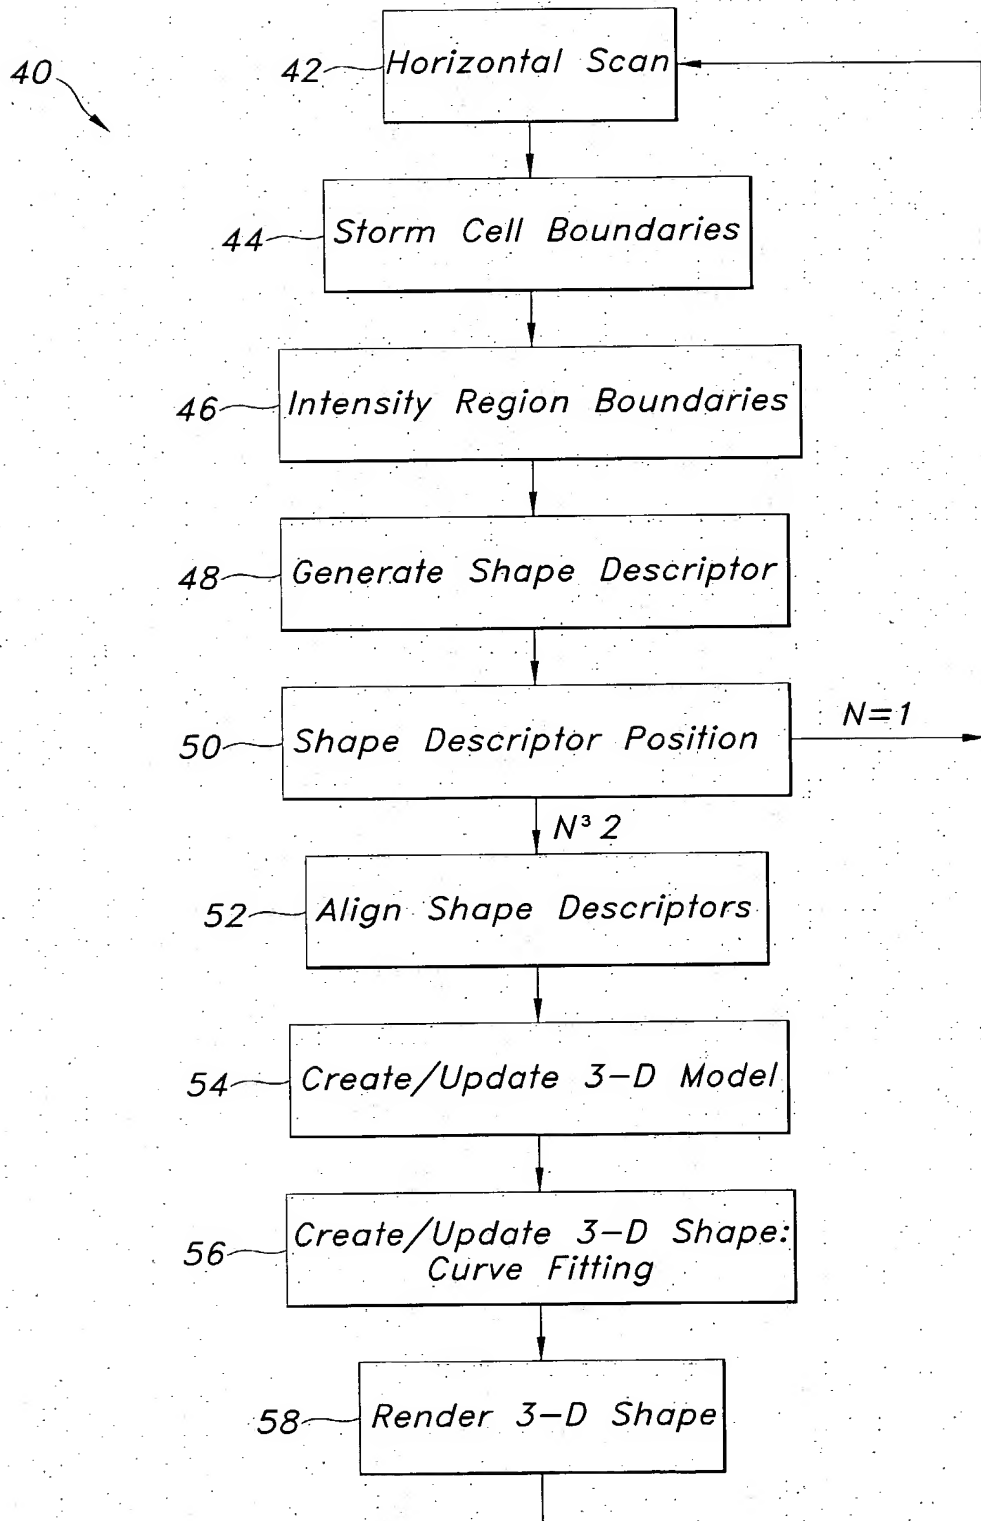 40
42
Horizontal Scan
44
Storm Cell Boundaries
46
Intensity Region Boundaries
48
Generate Shape Descriptor
50
Shape Descriptor Position
N=1
N³ 2
52
Align Shape Descriptors
54
Create/Update 3-D Model
56
Create/Update 3-D Shape:
Curve Fitting
58
Render 3-D Shape